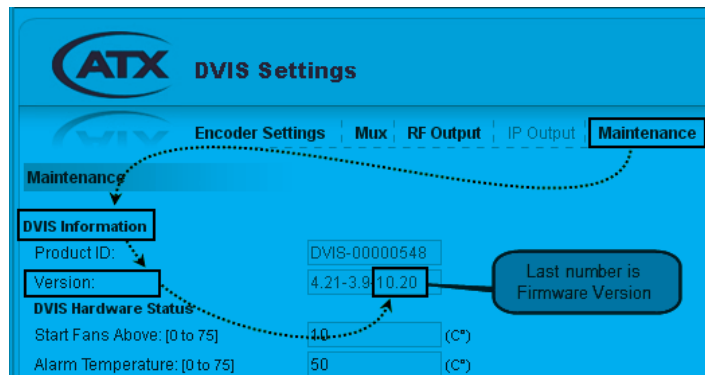 ATX DVIS Settings
Encoder Settings Mux RF Output IP Output Maintenance
Maintenance
DVIS Information
Product ID: DVIS-00000548
Version: 4.21-3.9-10.20
Last number is
Firmware Version
DVIS Hardware Status
Start Fans Above: [0 to 75] 10 (C°)
Alarm Temperature: [0 to 75] 50 (C°)